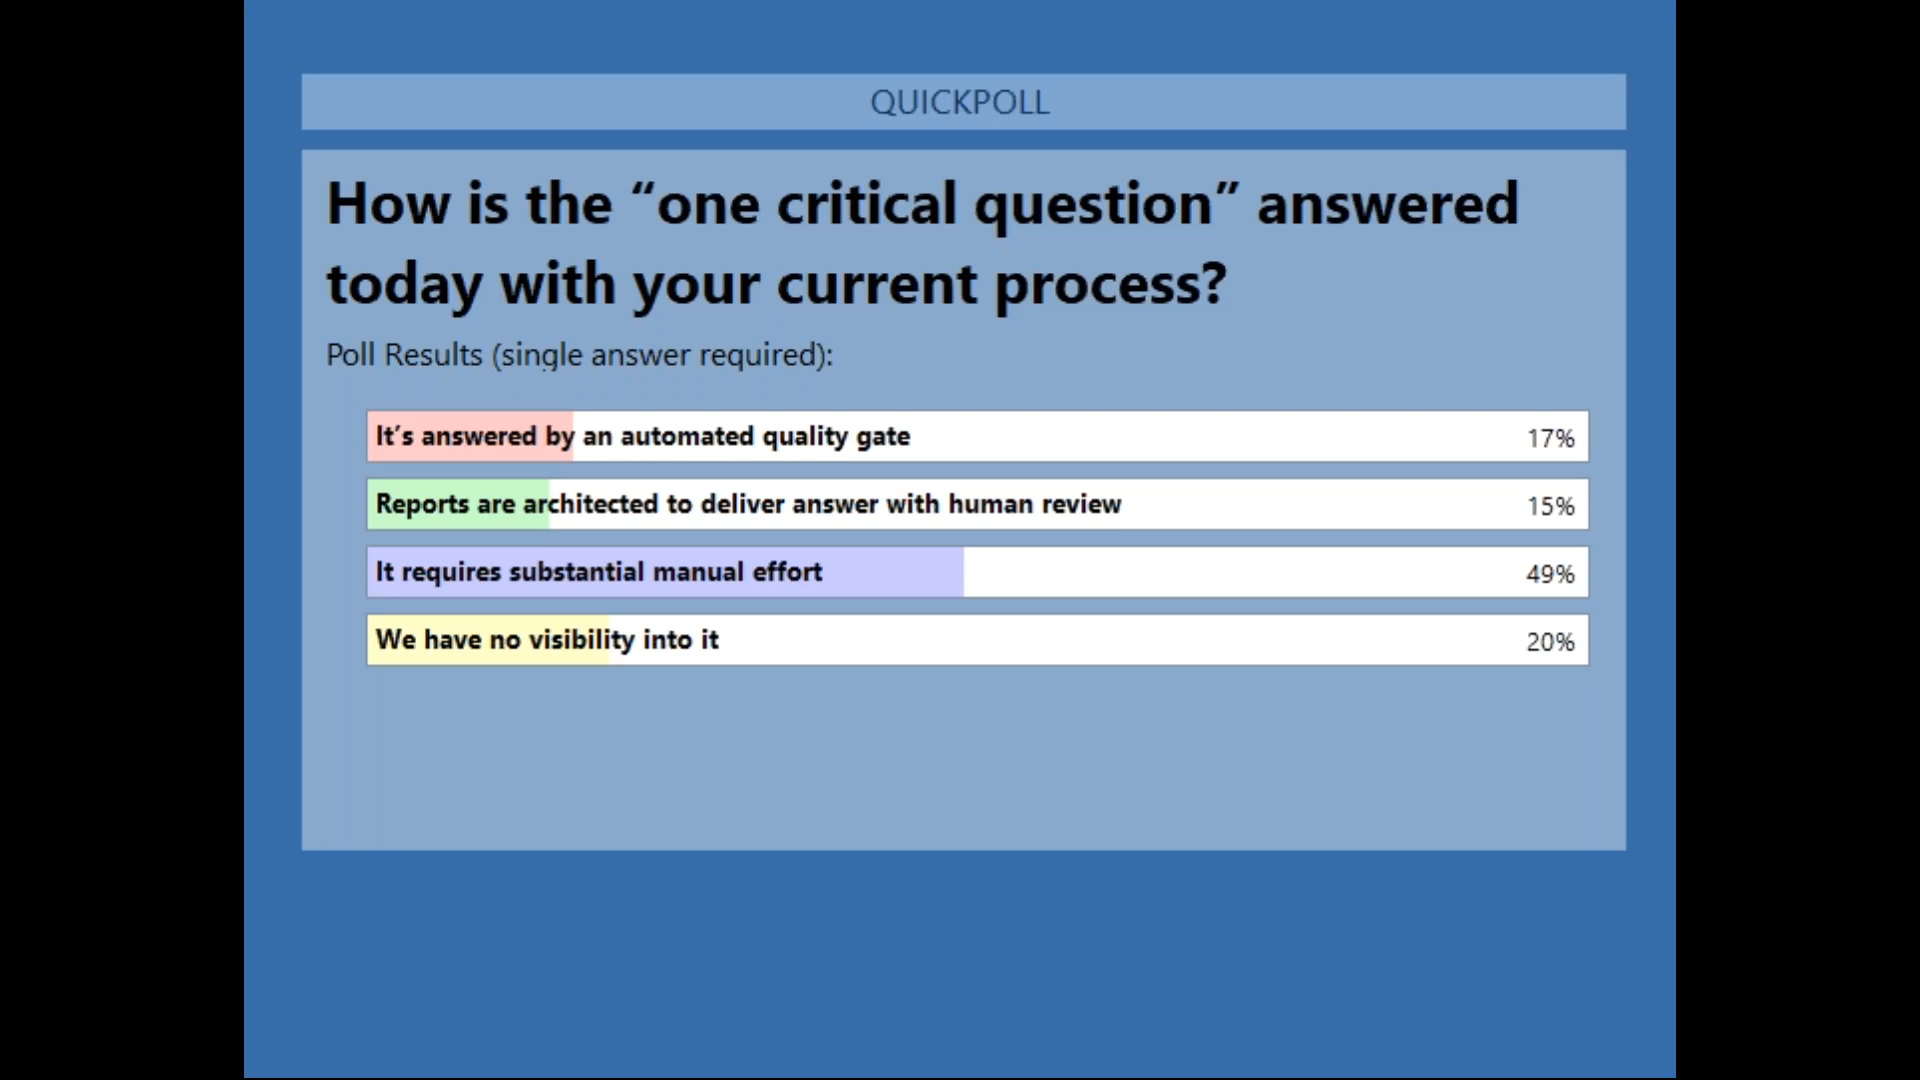 QUICKPOLL
How is the “one critical question” answered
today with your current process?
Poll Results (single answer required):
It’s answered by an automated quality gate 17%
Reports are architected to deliver answer with human review 15%
It requires substantial manual effort 49%
We have no visibility into it 20%